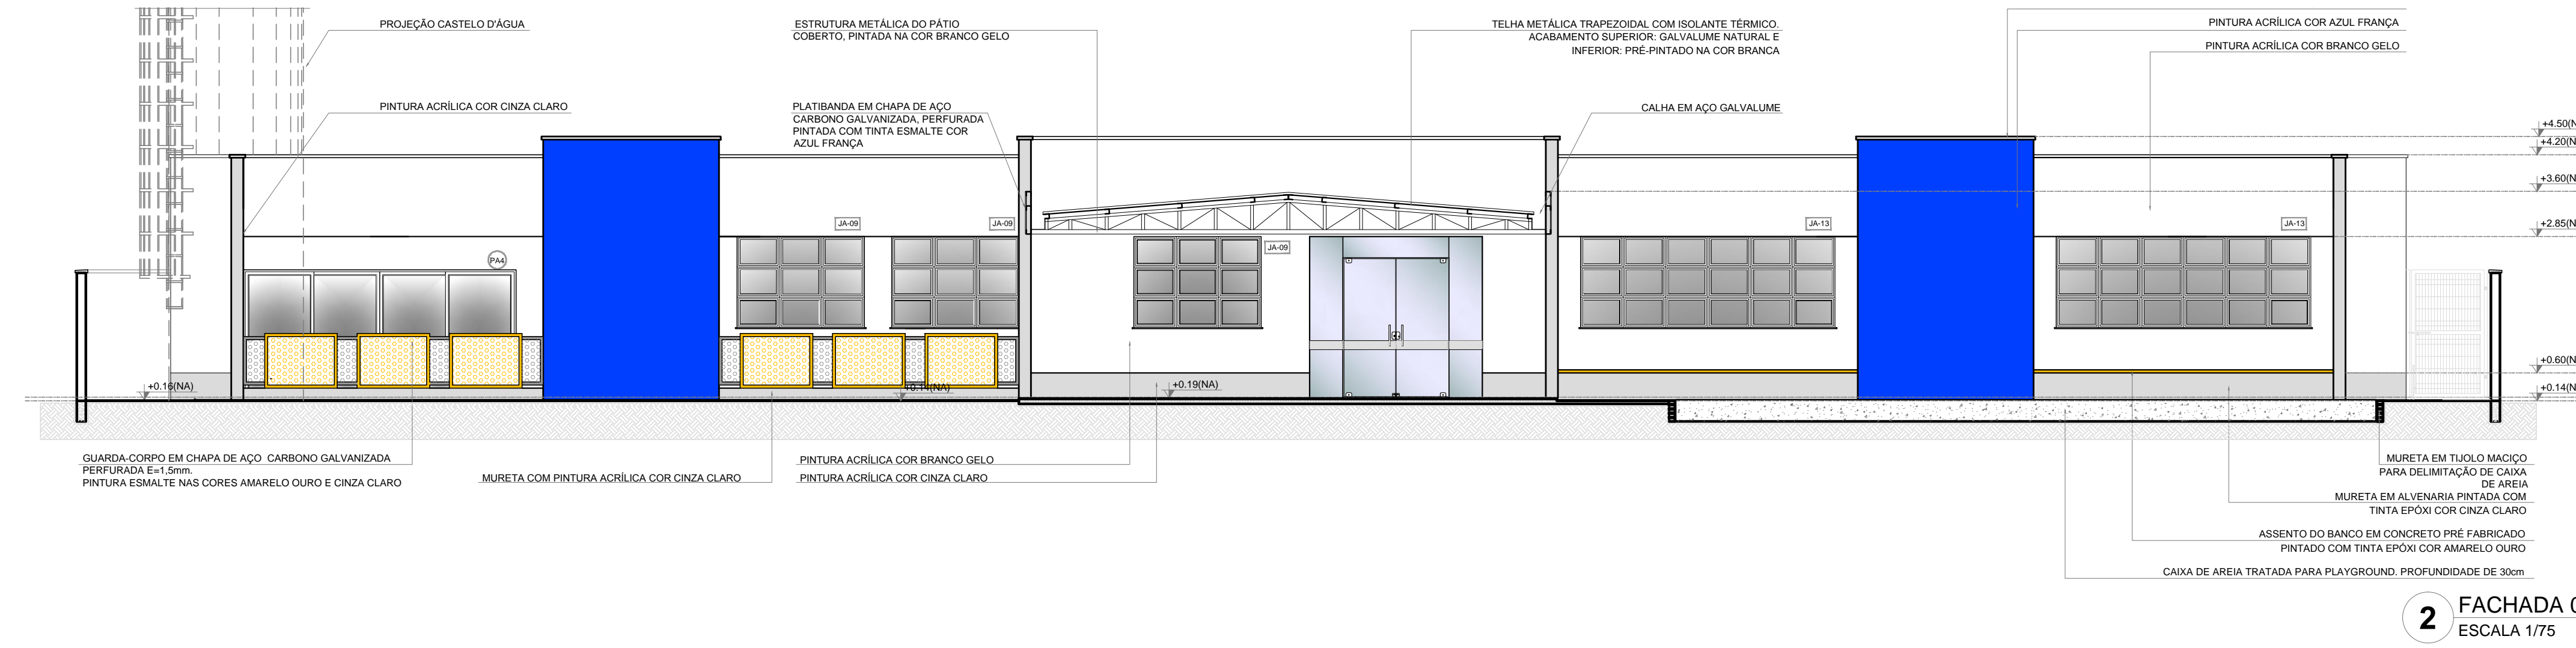 PROJEÇÃO CASTELO D'ÁGUA
PINTURA ACRÍLICA COR CINZA CLARO
ESTRUTURA METÁLICA DO PÁTIO
COBERTO, PINTADA NA COR BRANCO GELO
PLATIBANDA EM CHAPA DE AÇO
CARBONO GALVANIZADA, PERFURADA
PINTADA COM TINTA ESMALTE COR
AZUL FRANÇA
TELHA METÁLICA TRAPEZOIDAL COM ISOLANTE TÉRMICO.
ACABAMENTO SUPERIOR: GALVALUME NATURAL E
INFERIOR: PRÉ-PINTADO NA COR BRANCA
CALHA EM AÇO GALVALUME
PINTURA ACRÍLICA COR AZUL FRANÇA
PINTURA ACRÍLICA COR BRANCO GELO
+4.50(N
+4.20(N
+3.60(N
+2.85(N
+0.60(N
+0.14(N
JA-09
JA-09
JA-09
JA-13
JA-13
PA4
+0.16(NA)
+0.14(NA)
+0.19(NA)
GUARDA-CORPO EM CHAPA DE AÇO CARBONO GALVANIZADA
PERFURADA E=1,5mm.
PINTURA ESMALTE NAS CORES AMARELO OURO E CINZA CLARO
MURETA COM PINTURA ACRÍLICA COR CINZA CLARO
PINTURA ACRÍLICA COR BRANCO GELO
PINTURA ACRÍLICA COR CINZA CLARO
MURETA EM TIJOLO MACIÇO
PARA DELIMITAÇÃO DE CAIXA
DE AREIA
MURETA EM ALVENARIA PINTADA COM
TINTA EPÓXI COR CINZA CLARO
ASSENTO DO BANCO EM CONCRETO PRÉ FABRICADO
PINTADO COM TINTA EPÓXI COR AMARELO OURO
CAIXA DE AREIA TRATADA PARA PLAYGROUND. PROFUNDIDADE DE 30cm
2
FACHADA 0
ESCALA 1/75